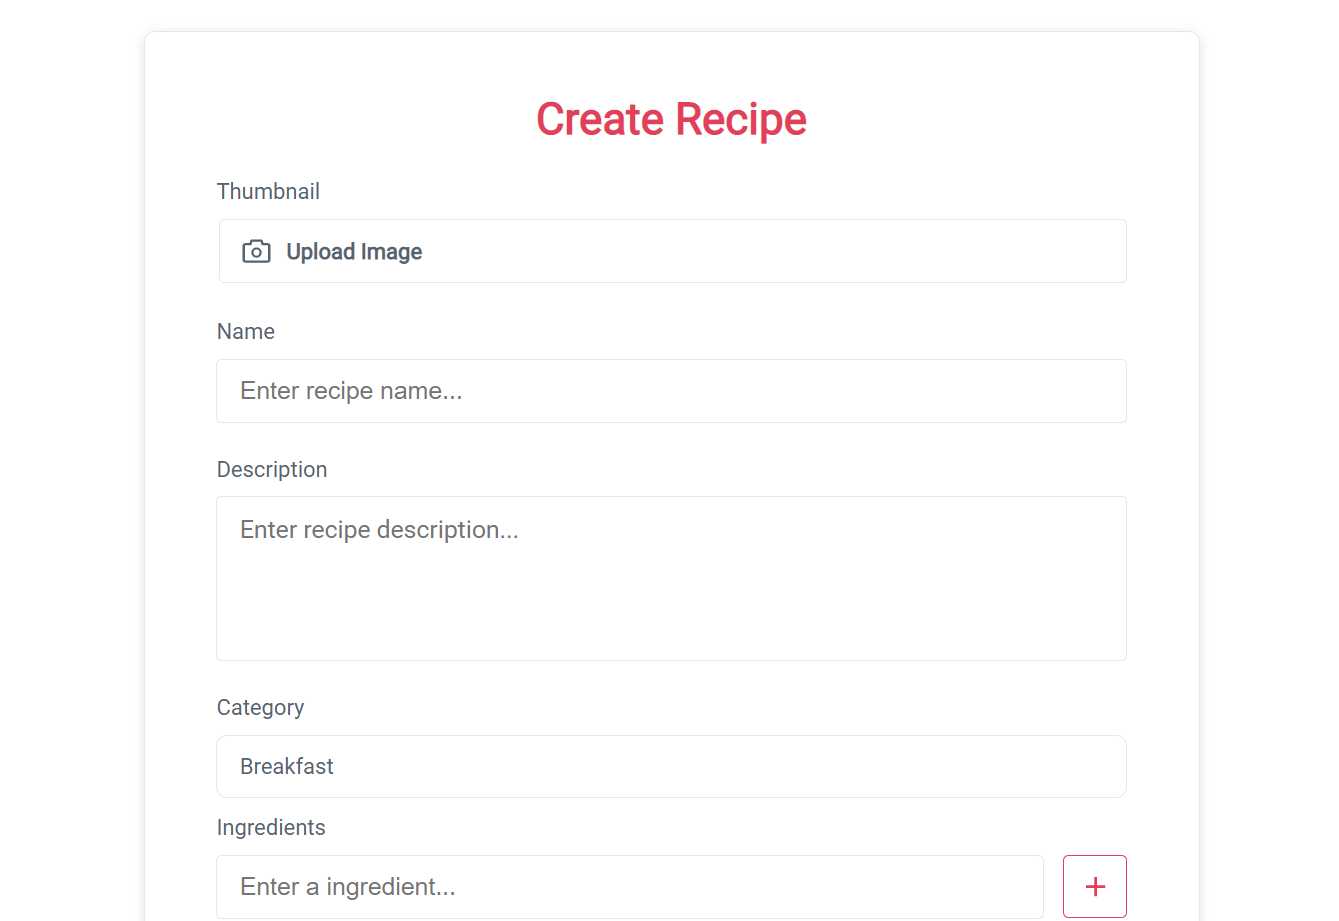 Create Recipe
Thumbnail
Upload Image
Name
Enter recipe name...
Description
Enter recipe description...
Category
Breakfast
Ingredients
Enter a ingredient...
+